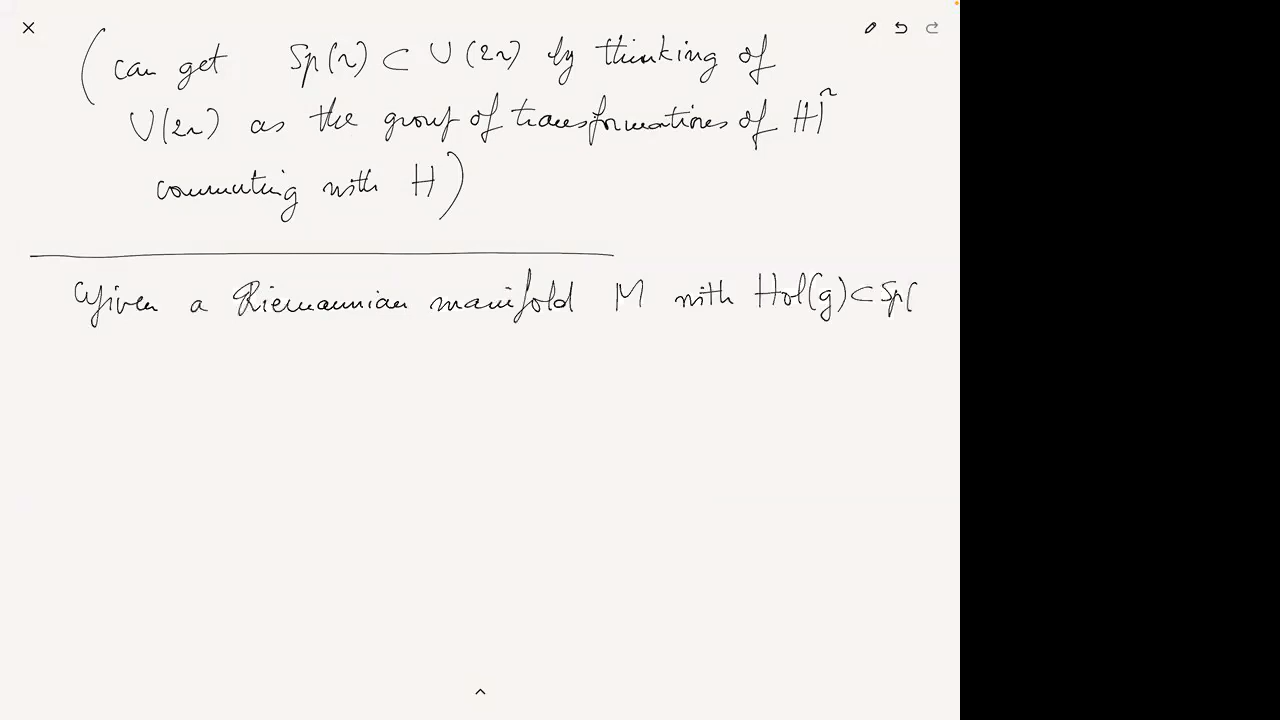 (can get Sp(n) ⊂ U(2n) by thinking of
U(2n) as the group of transformations of ℍⁿ
commuting with H)
Given a Riemannian manifold M with Hol(g) ⊂ Sp(